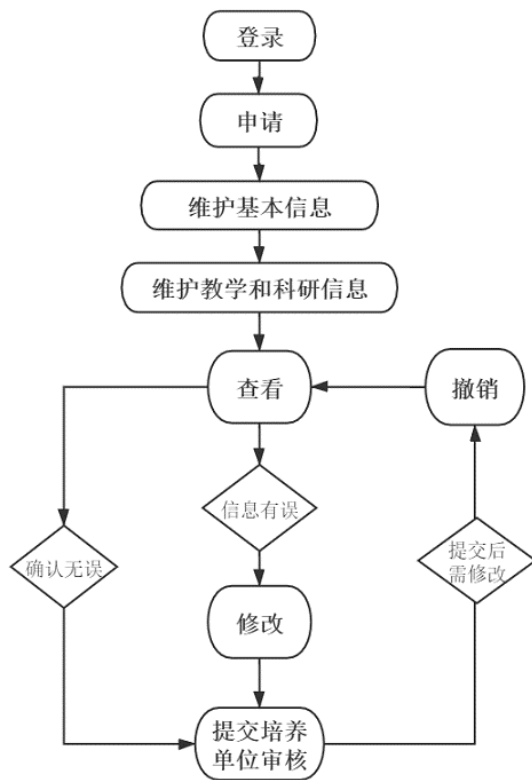 登录
申请
维护基本信息
维护教学和科研信息
查看
撤销
信息有误
确认无误
提交后
需修改
修改
提交培养
单位审核